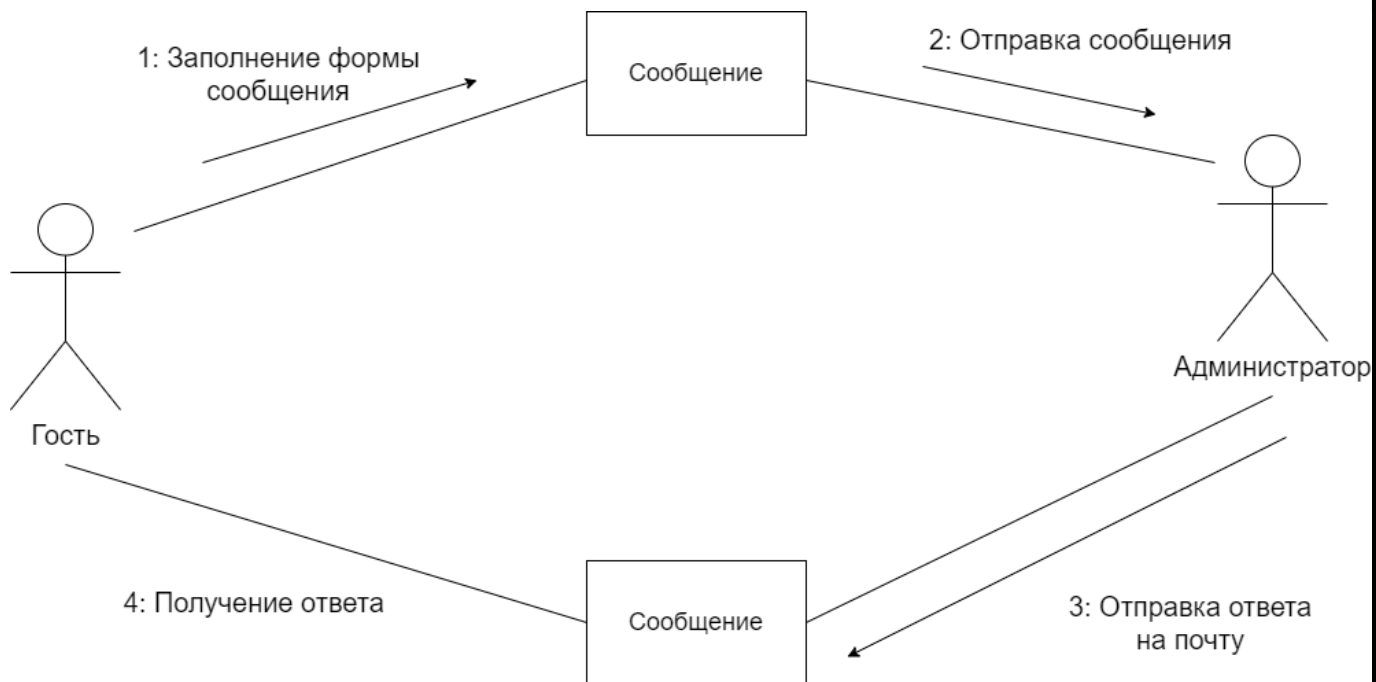 1: Заполнение формы
сообщения
Сообщение
2: Отправка сообщения
Гость
Администратор
4: Получение ответа
Сообщение
3: Отправка ответа
на почту